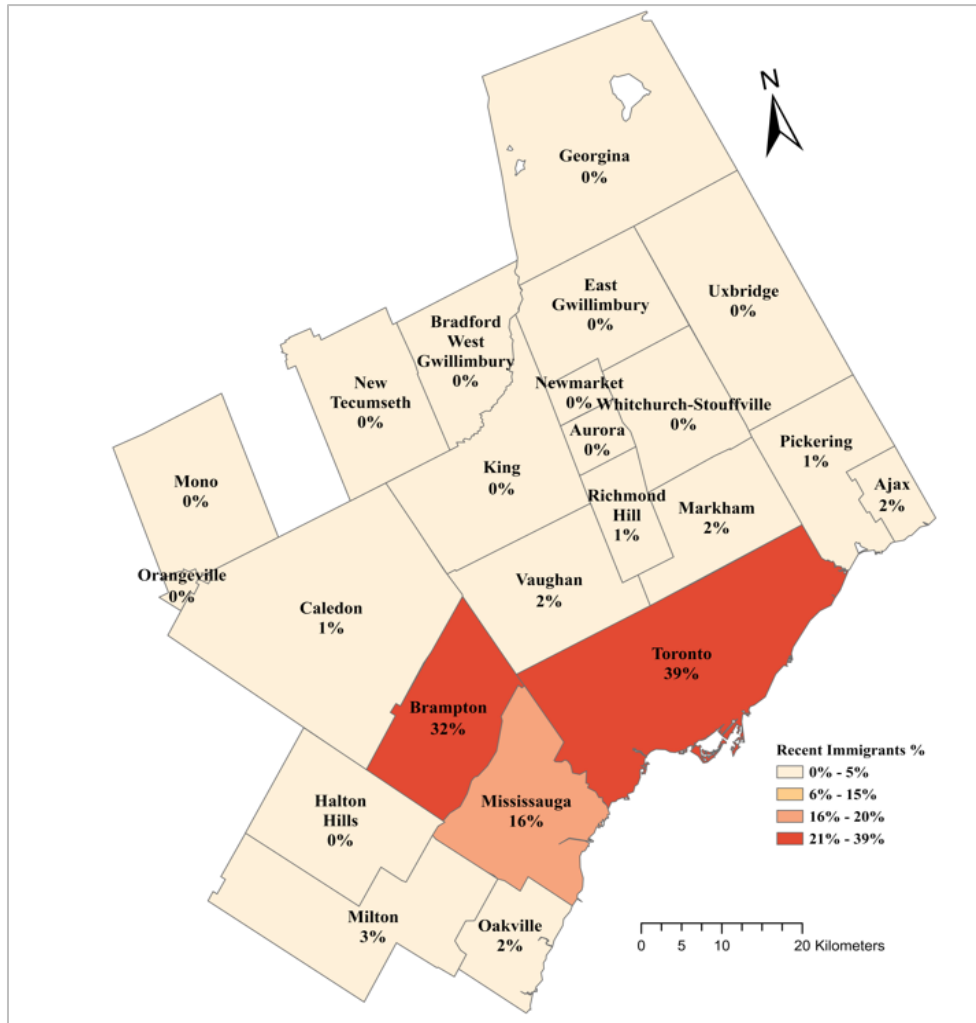 N
Georgina
0%
East
Gwillimbury
0%
Uxbridge
0%
Bradford
West
Gwillimbury
0%
New
Tecumseth
0%
Newmarket
0%
Whitchurch-Stouffville
0%
Aurora
0%
Pickering
1%
Ajax
2%
Mono
0%
King
0%
Richmond
Hill
1%
Markham
2%
Orangeville
0%
Vaughan
2%
Caledon
1%
Toronto
39%
Brampton
32%
Mississauga
16%
Halton
Hills
0%
Milton
3%
Oakville
2%
Recent Immigrants %
0% - 5%
6% - 15%
16% - 20%
21% - 39%
0 5 10 20 Kilometers